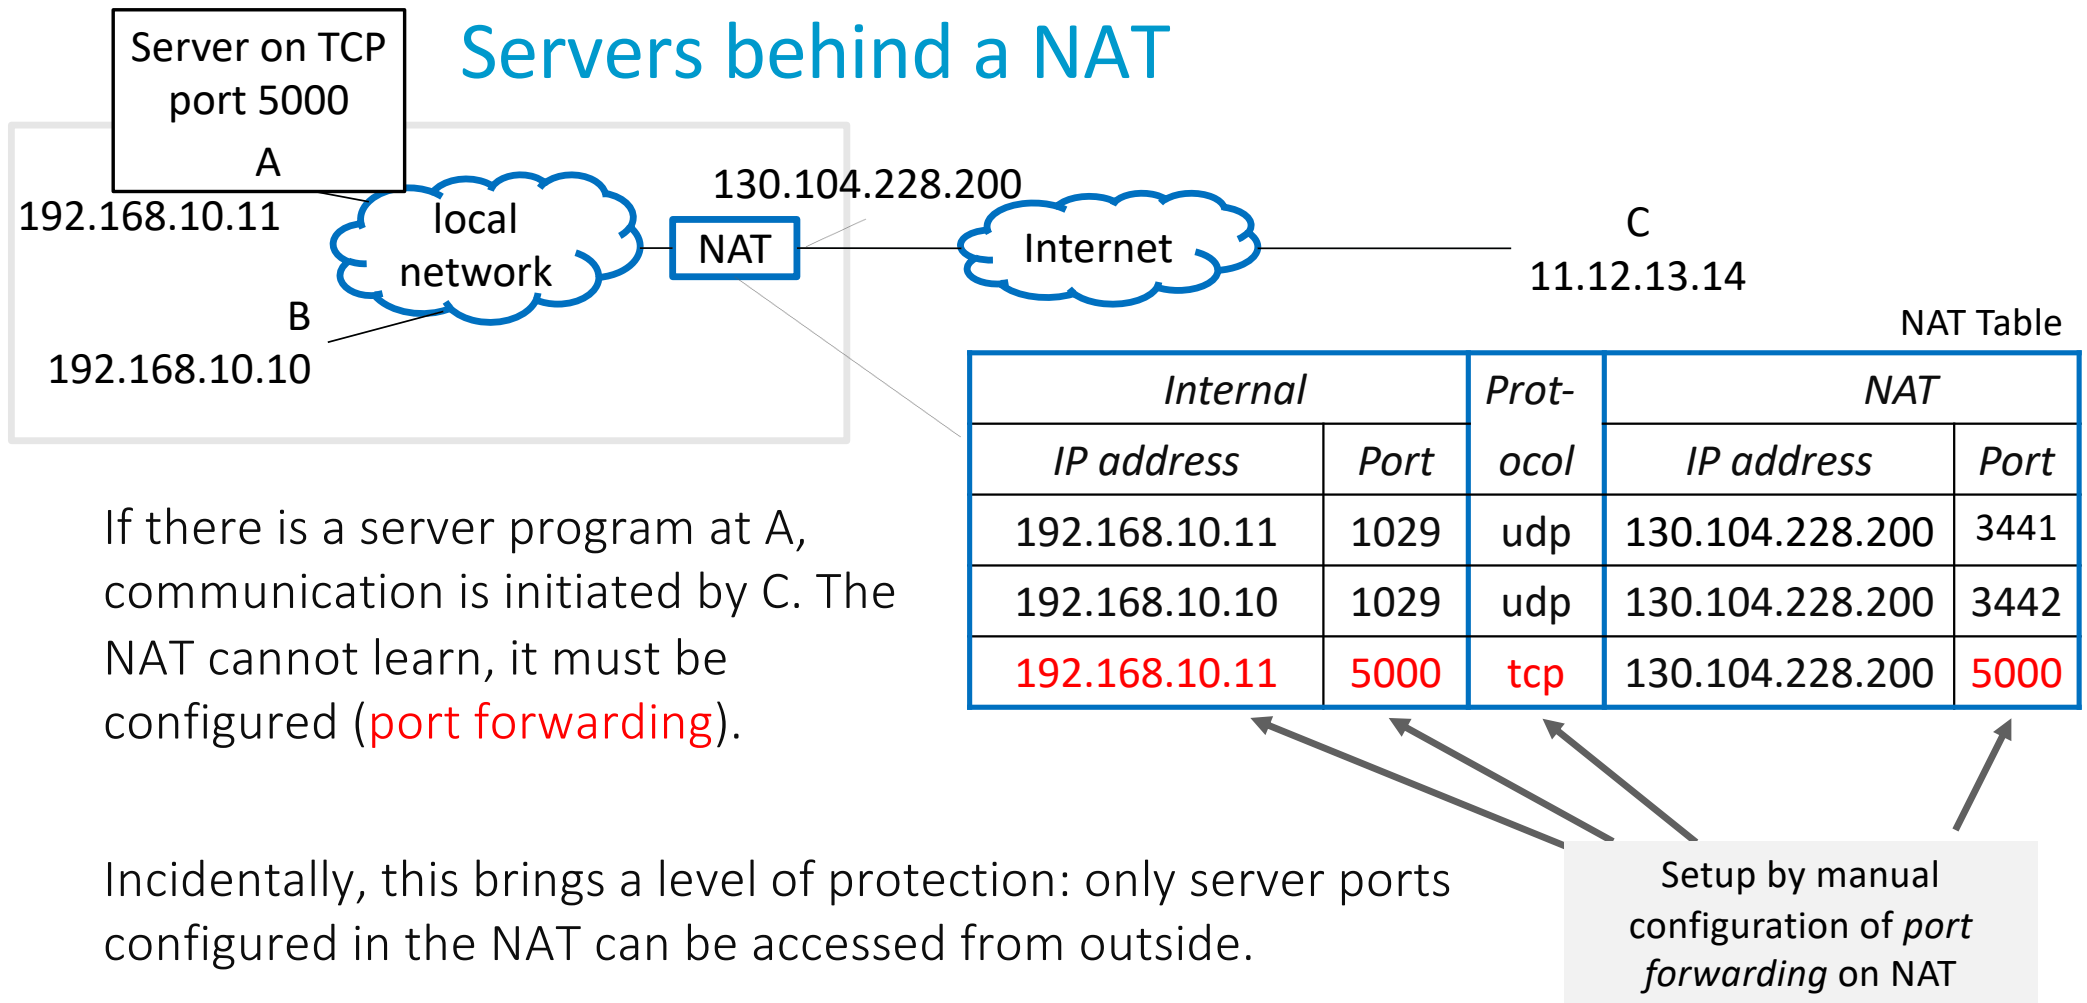 Server on TCP
port 5000
A
Servers behind a NAT
192.168.10.11
local
network
B
192.168.10.10
130.104.228.200
NAT
Internet
C
11.12.13.14
NAT Table
Internal Prot- NAT
IP address Port ocol IP address Port
192.168.10.11 1029 udp 130.104.228.200 3441
192.168.10.10 1029 udp 130.104.228.200 3442
192.168.10.11 5000 tcp 130.104.228.200 5000
If there is a server program at A,
communication is initiated by C. The
NAT cannot learn, it must be
configured (port forwarding).
Incidentally, this brings a level of protection: only server ports
configured in the NAT can be accessed from outside.
Setup by manual
configuration of port
forwarding on NAT